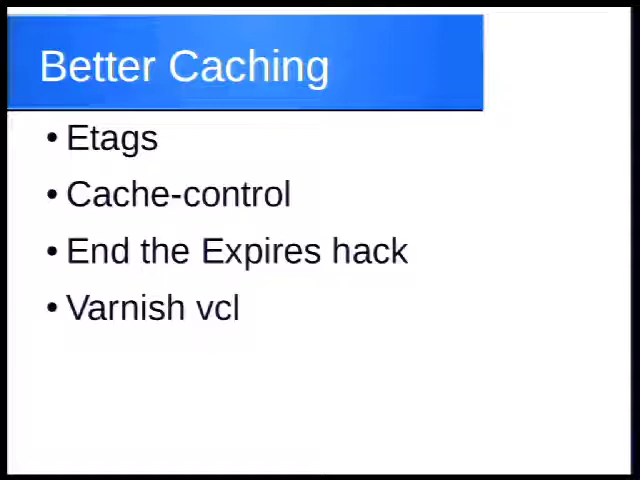 Better Caching
• Etags
• Cache-control
• End the Expires hack
• Varnish vcl